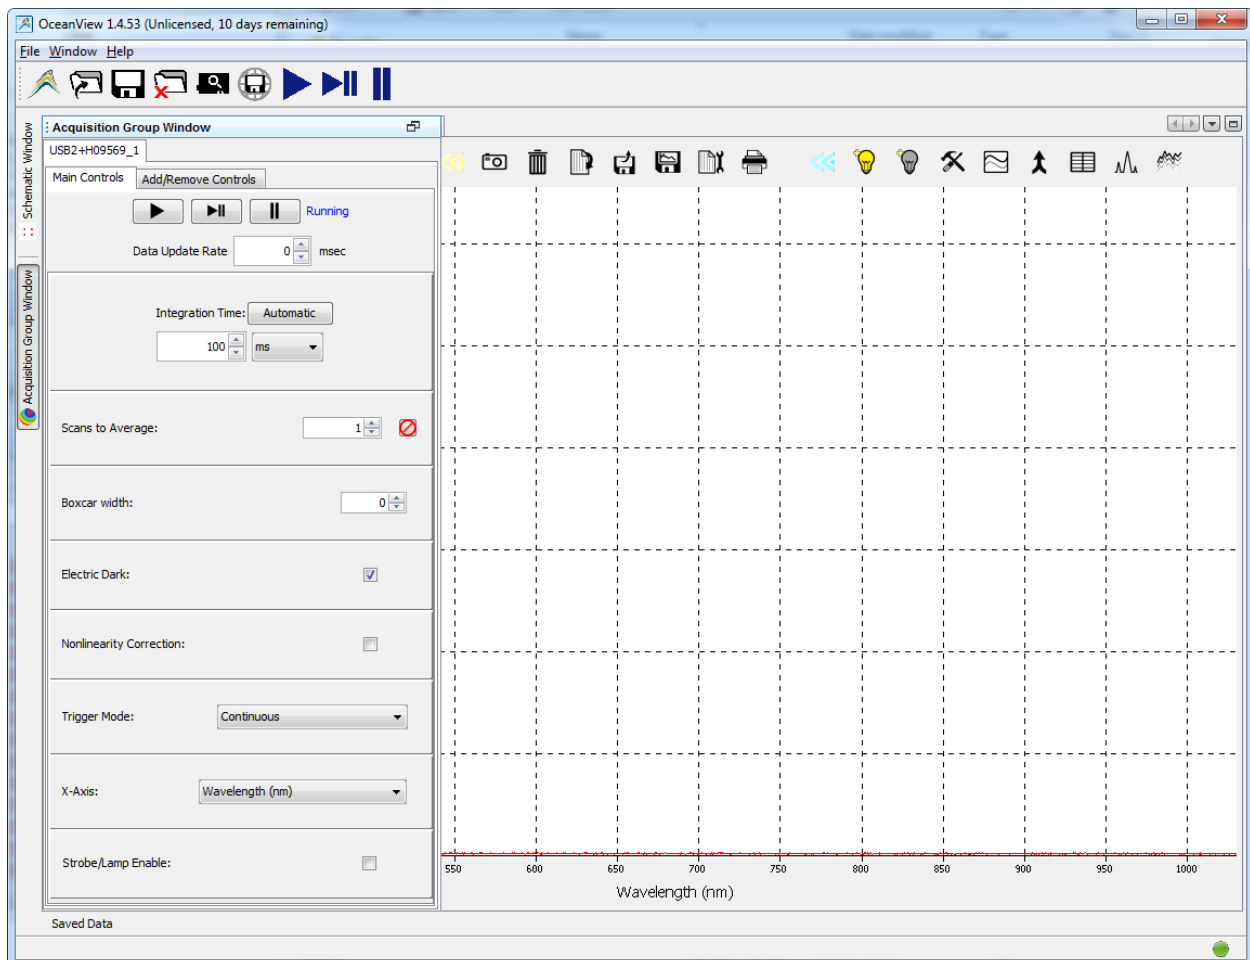 OceanView 1.4.53 (Unlicensed, 10 days remaining)
File Window Help
Schematic Window
Acquisition Group Window
Acquisition Group Window
USB2+H09569_1
Main Controls Add/Remove Controls
Running
Data Update Rate 0 msec
Integration Time: Automatic
100 ms
Scans to Average: 1
Boxcar width: 0
Electric Dark:
Nonlinearity Correction:
Trigger Mode: Continuous
X-Axis: Wavelength (nm)
Strobe/Lamp Enable:
550 600 650 700 750 800 850 900 950 1000
Wavelength (nm)
Saved Data